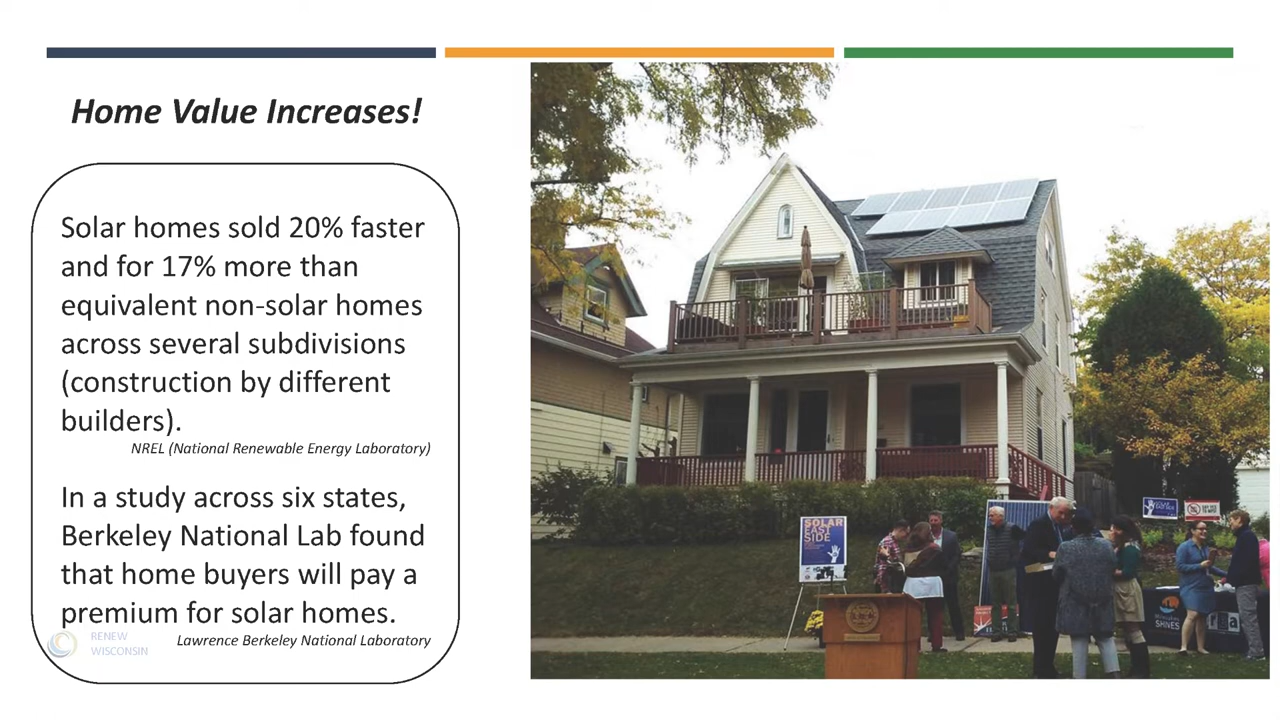 Home Value Increases!
Solar homes sold 20% faster
and for 17% more than
equivalent non-solar homes
across several subdivisions
(construction by different
builders).
NREL (National Renewable Energy Laboratory)
In a study across six states,
Berkeley National Lab found
that home buyers will pay a
premium for solar homes.
Lawrence Berkeley National Laboratory
RENEW
WISCONSIN
SOLAR
EAST
SIDE
SHINES